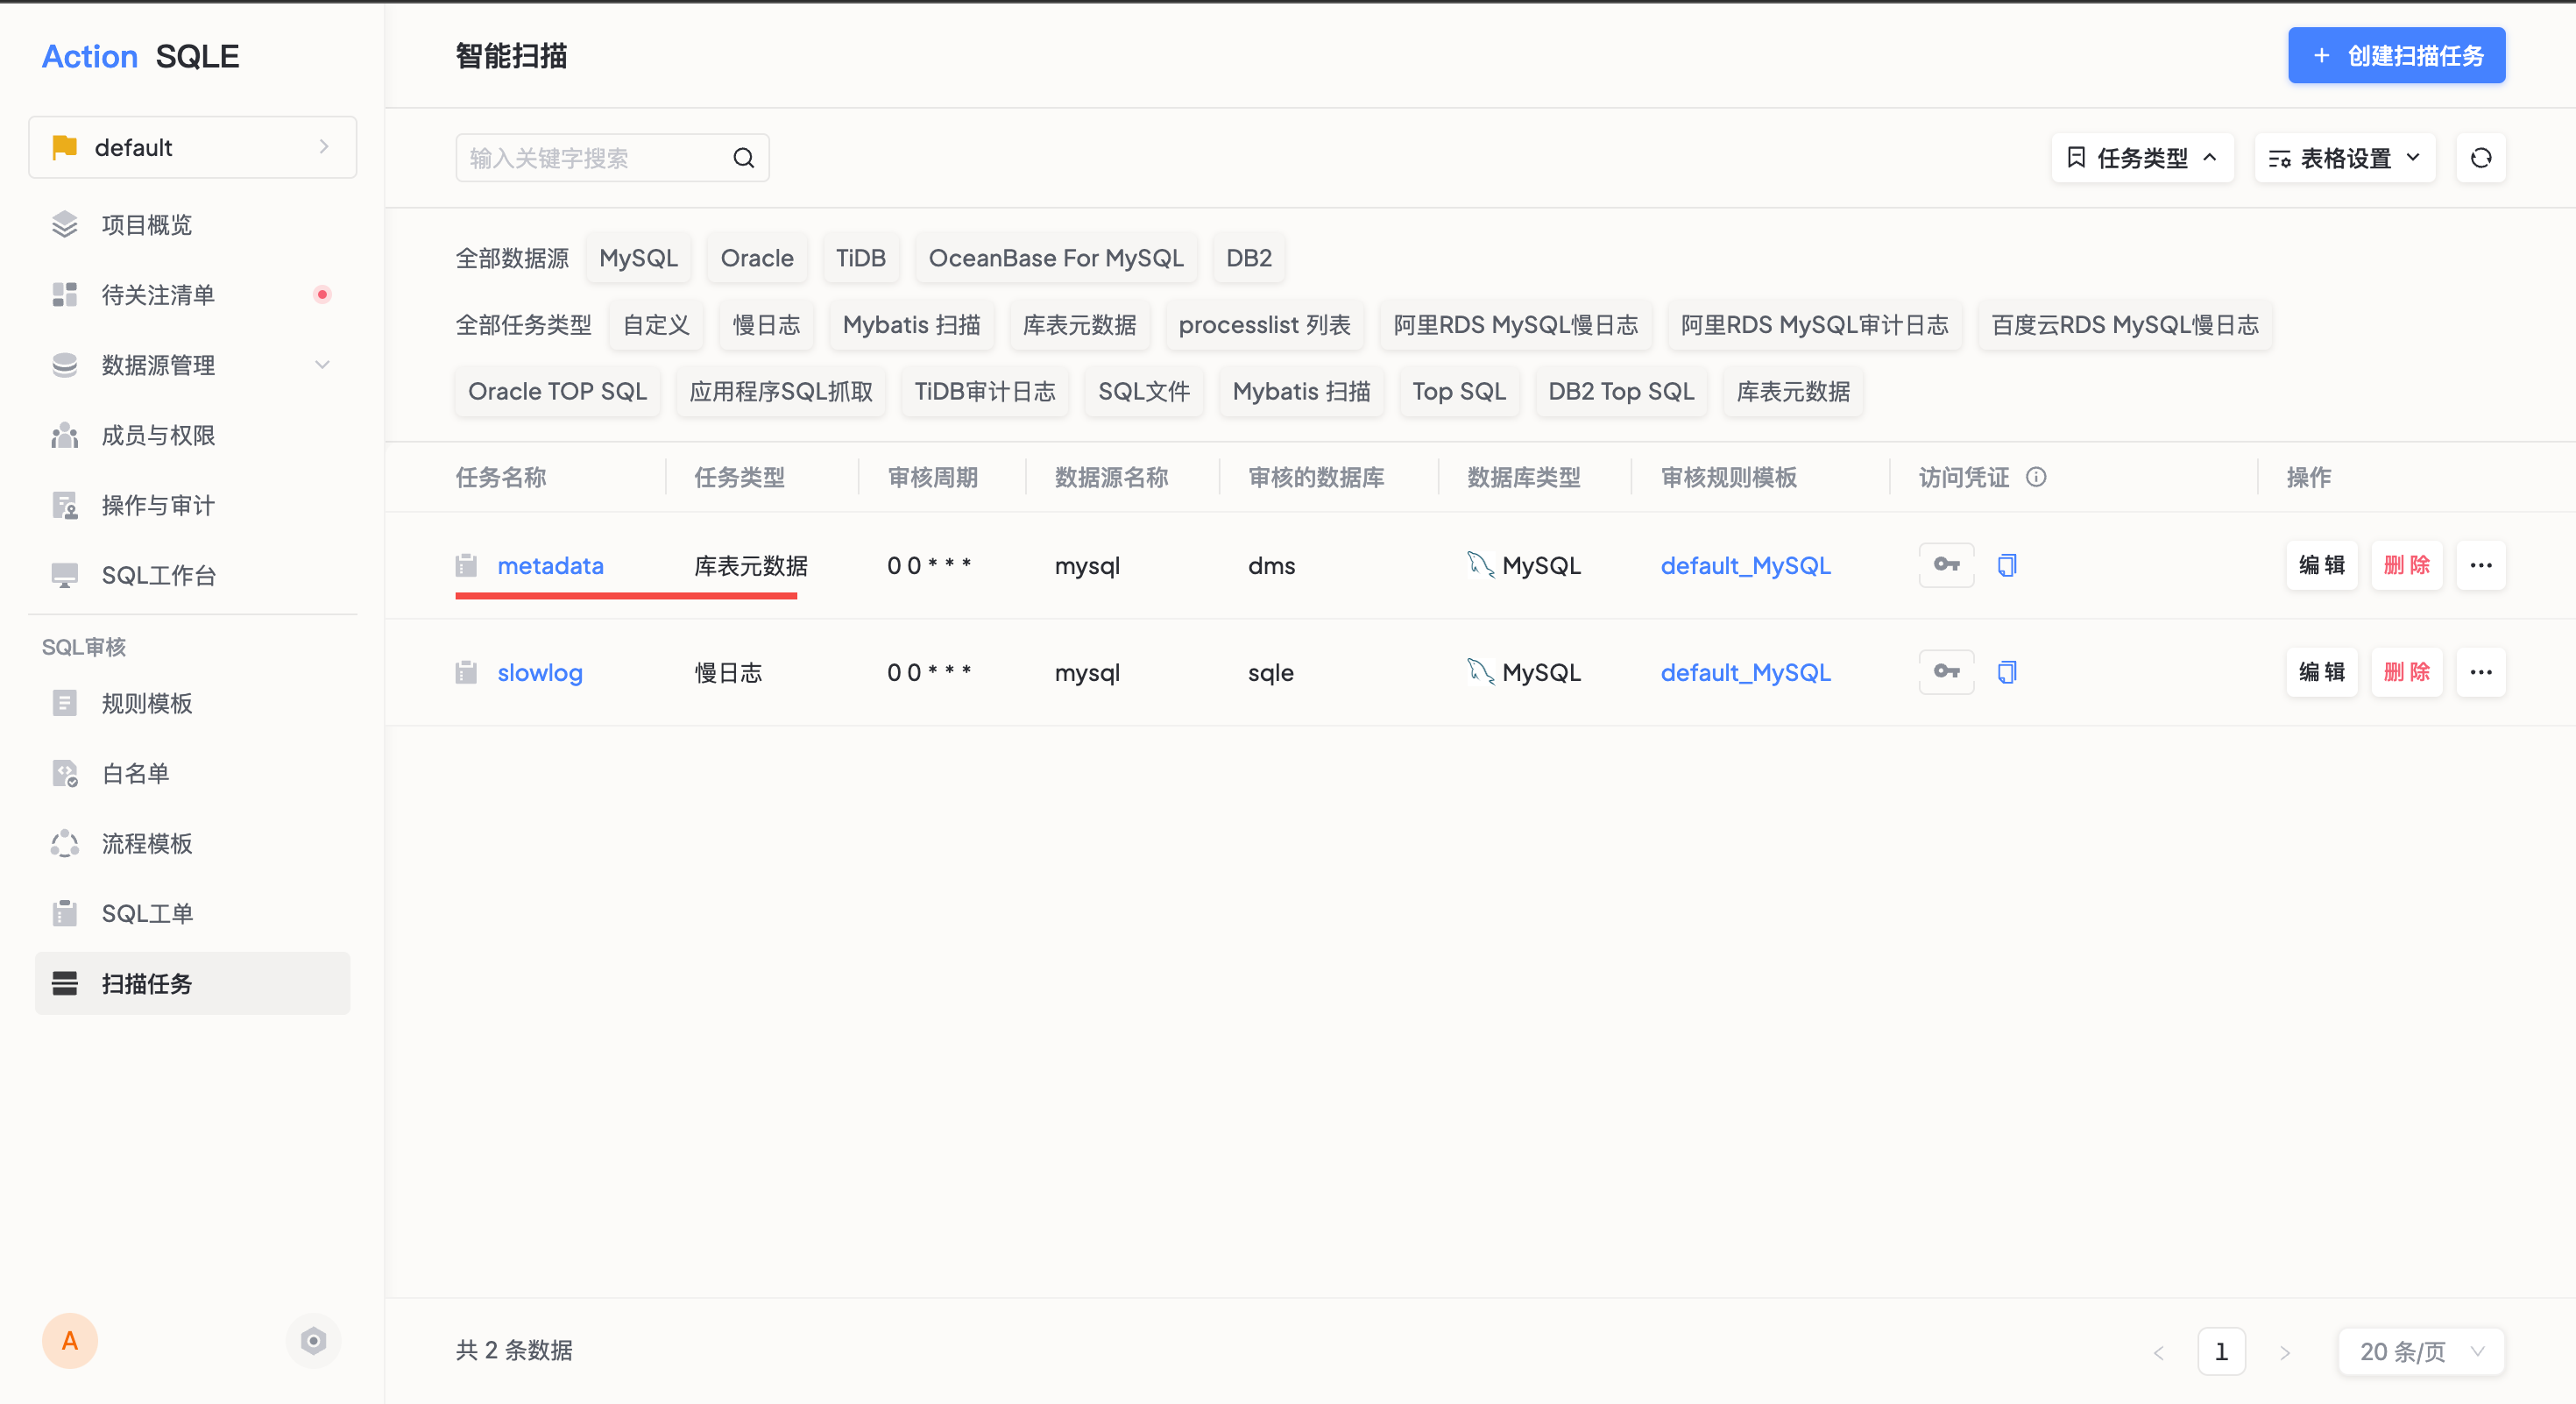 Action SQLE
default
项目概览
待关注清单
数据源管理
成员与权限
操作与审计
SQL工作台
SQL审核
规则模板
白名单
流程模板
SQL工单
扫描任务
A
智能扫描
+ 创建扫描任务
输入关键字搜索
任务类型
表格设置
全部数据源 MySQL Oracle TiDB OceanBase For MySQL DB2
全部任务类型 自定义 慢日志 Mybatis 扫描 库表元数据 processlist 列表 阿里RDS MySQL慢日志 阿里RDS MySQL审计日志 百度云RDS MySQL慢日志
Oracle TOP SQL 应用程序SQL抓取 TiDB审计日志 SQL文件 Mybatis 扫描 Top SQL DB2 Top SQL 库表元数据
任务名称 任务类型 审核周期 数据源名称 审核的数据库 数据库类型 审核规则模板 访问凭证 操作
metadata 库表元数据 0 0 * * * mysql dms MySQL default_MySQL 编 辑 删 除 ...
slowlog 慢日志 0 0 * * * mysql sqle MySQL default_MySQL 编 辑 删 除 ...
共 2 条数据 < 1 > 20 条/页